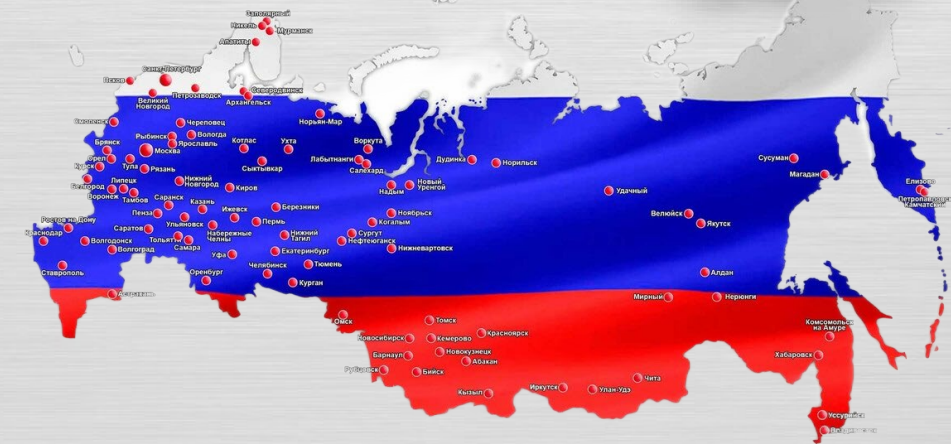 Заполярный
Никель
Мурманск
Апатиты
Санкт-Петербург
Псков
Северодвинск
Петрозаводск
Великий
Новгород
Архангельск
Смоленск
Череповец
Норьян-Мар
Рыбинск
Вологда
Ярославль
Котлас
Ухта
Воркута
Брянск
Москва
Орел
Лабытнанги
Дудинка
Норильск
Сусуман
Курск
Тула
Рязань
Сыктывкар
Салехард
Магадан
Белгород
Липецк
Нижний
Новгород
Киров
Надым
Новый
Уренгой
Удачный
Елизово
Воронеж
Тамбов
Саранск
Казань
Березники
Петропавловск
Камчатский
Пенза
Ижевск
Ноябрьск
Велюйск
Ростов на Дону
Ульяновск
Пермь
Когалым
Якутск
Краснодар
Саратов
Набережные
Челны
Нижний
Тагил
Сургут
Волгодонск
Тольятти
Самара
Нефтеюганск
Волгоград
Уфа
Екатеринбург
Нижневартовск
Ставрополь
Оренбург
Челябинск
Тюмень
Алдан
Курган
Астрахань
Мирный
Нерюнги
Омск
Томск
Комсомольск
на Амуре
Новосибирск
Кемерово
Красноярск
Барнаул
Новокузнецк
Абакан
Хабаровск
Рубцовск
Бийск
Чита
Кызыл
Иркутск
Улан-Удэ
Уссурийск
Владивосток